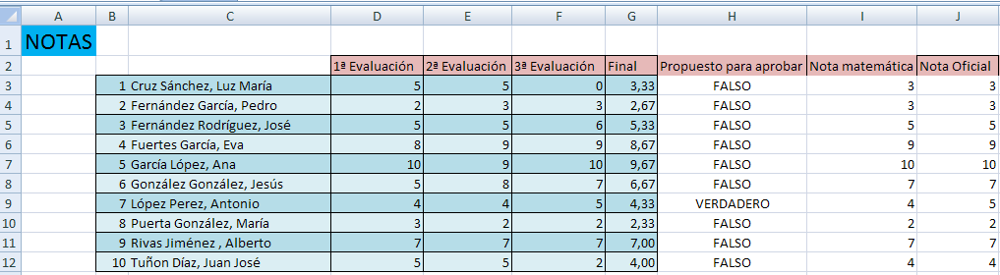 A B C D E F G H I J
1 NOTAS
2 1ª Evaluación 2ª Evaluación 3ª Evaluación Final Propuesto para aprobar Nota matemática Nota Oficial
3 1 Cruz Sánchez, Luz María 5 5 0 3,33 FALSO 3 3
4 2 Fernández García, Pedro 2 3 3 2,67 FALSO 3 3
5 3 Fernández Rodríguez, José 5 5 6 5,33 FALSO 5 5
6 4 Fuertes García, Eva 8 9 9 8,67 FALSO 9 9
7 5 García López, Ana 10 9 10 9,67 FALSO 10 10
8 6 González González, Jesús 5 8 7 6,67 FALSO 7 7
9 7 López Perez, Antonio 4 4 5 4,33 VERDADERO 4 5
10 8 Puerta González, María 3 2 2 2,33 FALSO 2 2
11 9 Rivas Jiménez , Alberto 7 7 7 7,00 FALSO 7 7
12 10 Tuñon Díaz, Juan José 5 5 2 4,00 FALSO 4 4